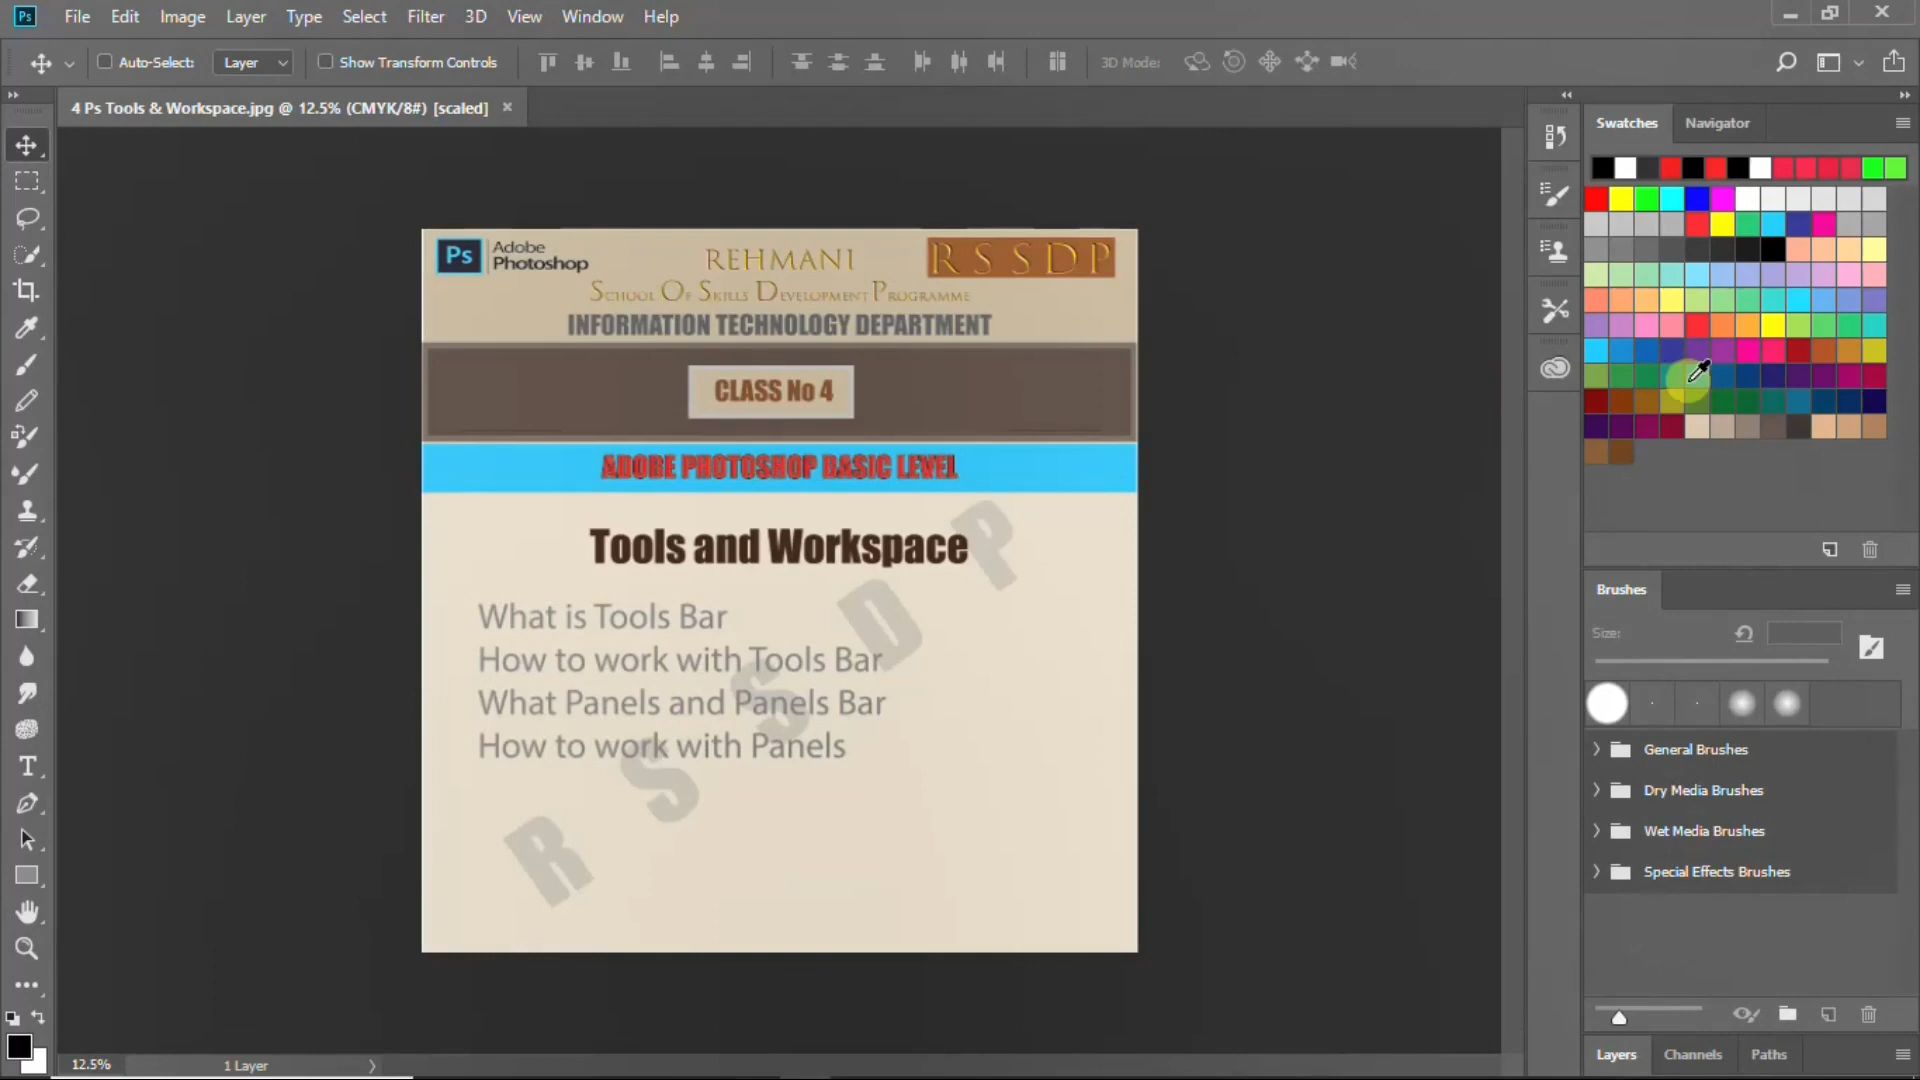 Ps File Edit Image Layer Type Select Filter 3D View Window Help
Auto-Select: Layer Show Transform Controls 3D Mode:
4 Ps Tools & Workspace.jpg @ 12.5% (CMYK/8#) [scaled] ×
Swatches Navigator
Ps Adobe Photoshop
REHMANI
R S S D P
School Of Skills Development Programme
INFORMATION TECHNOLOGY DEPARTMENT
CLASS No 4
ADOBE PHOTOSHOP BASIC LEVEL
Tools and Workspace
What is Tools Bar
How to work with Tools Bar
What Panels and Panels Bar
How to work with Panels
R S S D P
Brushes
Size:
General Brushes
Dry Media Brushes
Wet Media Brushes
Special Effects Brushes
Layers Channels Paths
12.5% 1 Layer